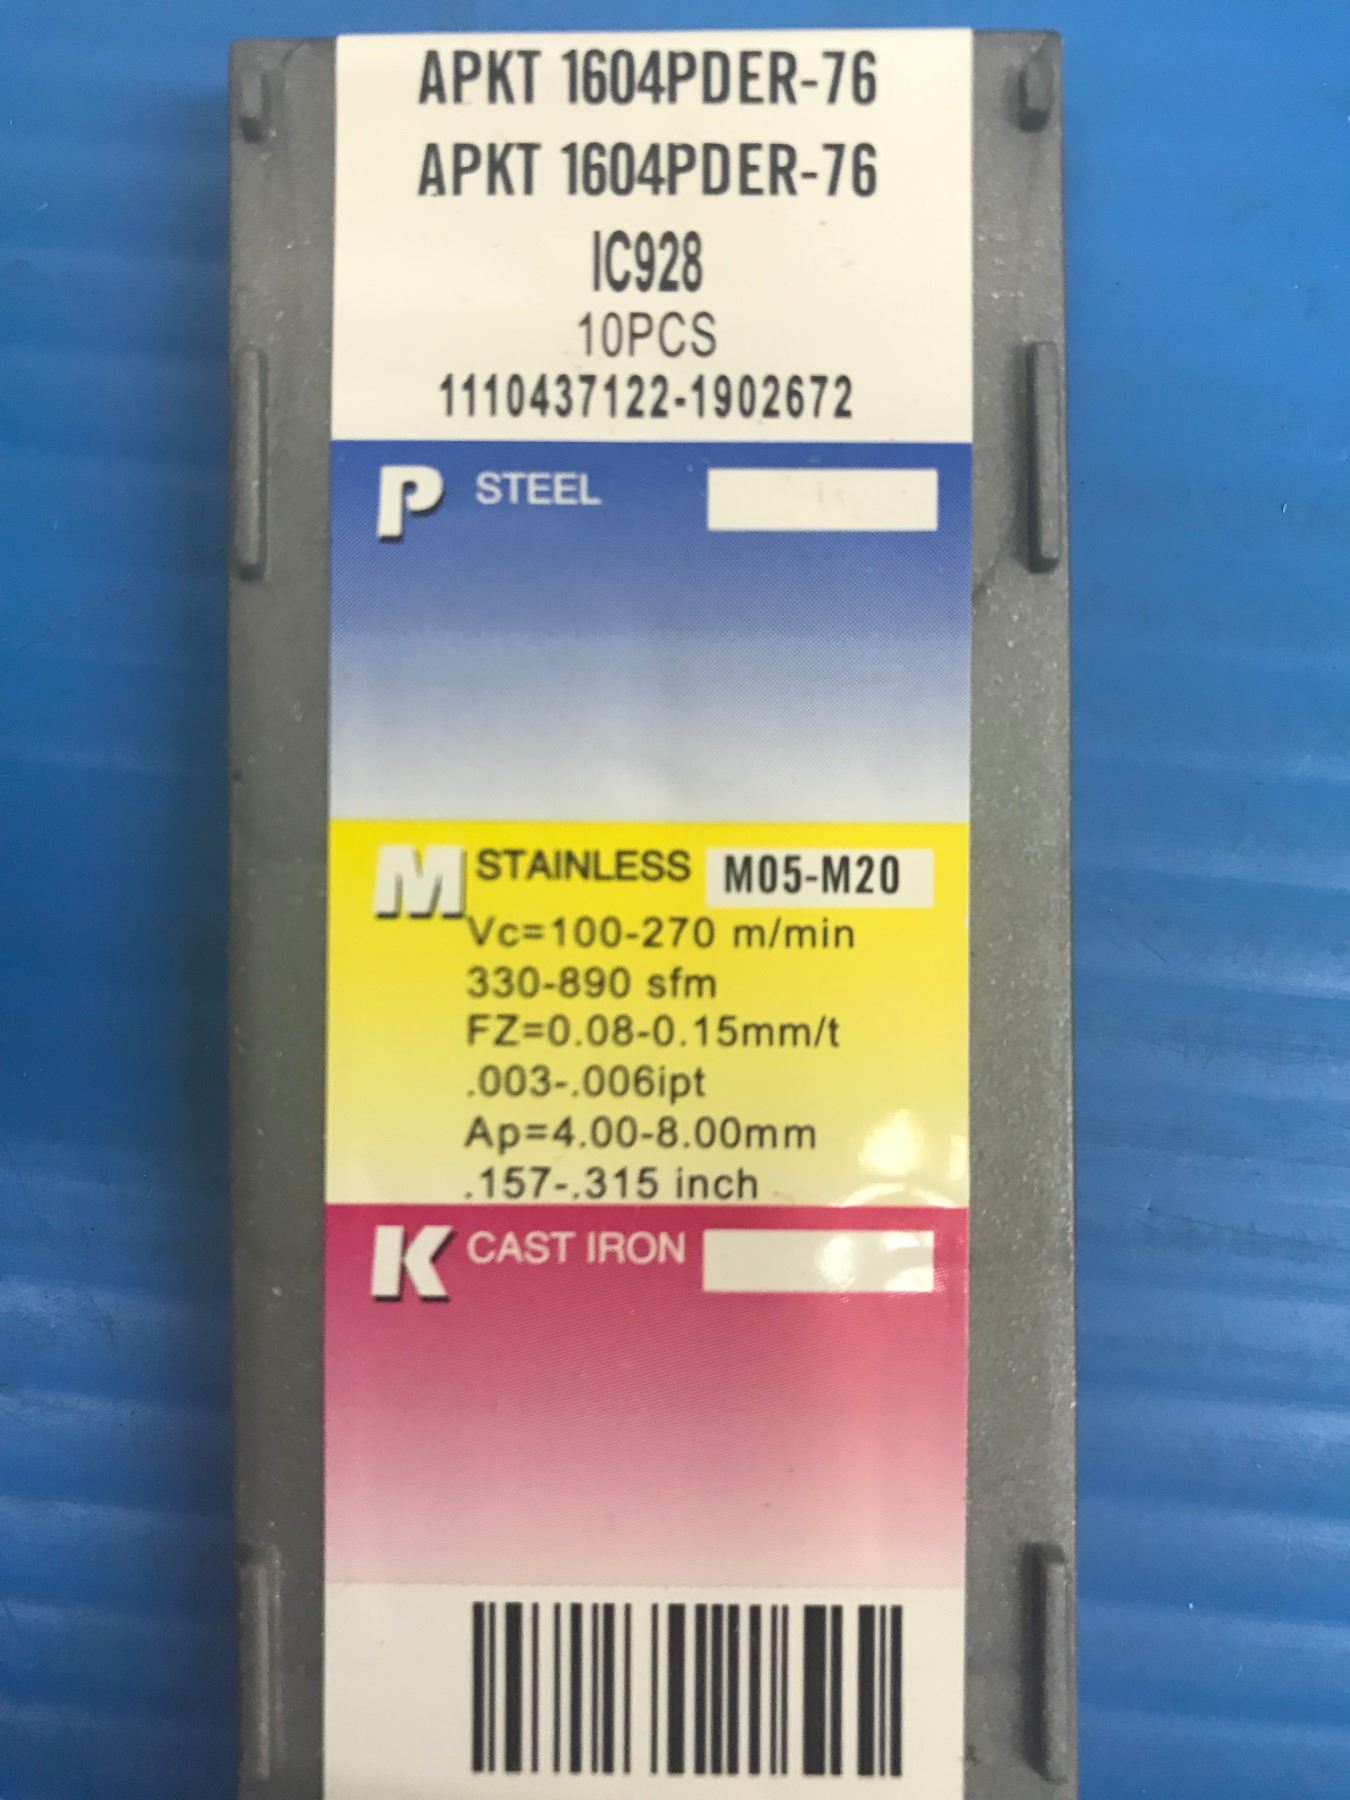 APKT 1604PDER-76
APKT 1604PDER-76
IC928
10PCS
1110437122-1902672
P STEEL
M STAINLESS M05-M20
Vc=100-270 m/min
330-890 sfm
FZ=0.08-0.15mm/t
.003-.006ipt
Ap=4.00-8.00mm
.157-.315 inch
K CAST IRON